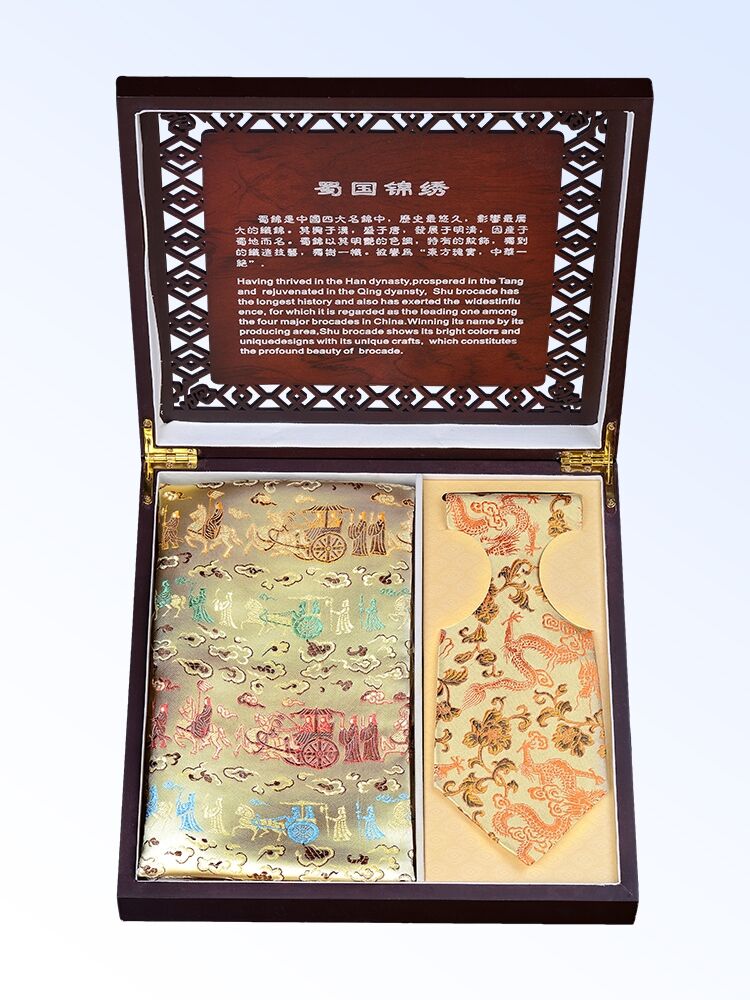 蜀国锦绣
蜀錦是中國四大名錦中，歷史最悠久，影響最廣
大的織錦。其興于漢，盛于唐，發展于明清，因産于
蜀地而名。蜀錦以其明艷的色調，特有的紋飾，獨到
的織造技藝，獨樹一幟。被譽爲“東方瑰寶，中華一
絶”.
Having thrived in the Han dynasty,prospered in the Tang
and rejuvenated in the Qing dyansty, Shu brocade has
the longest history and also has exerted the widestinflu
ence, for which it is regarded as the leading one among
the four major brocades in China.Winning its name by its
producing area,Shu brocade shows its bright colors and
uniquedesigns with its unique crafts, which constitutes
the profound beauty of brocade.